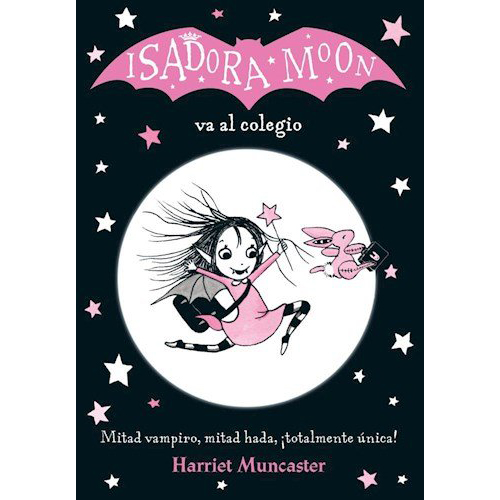 ISADORA MOON
va al colegio
Mitad vampiro, mitad hada, ¡totalmente única!
Harriet Muncaster